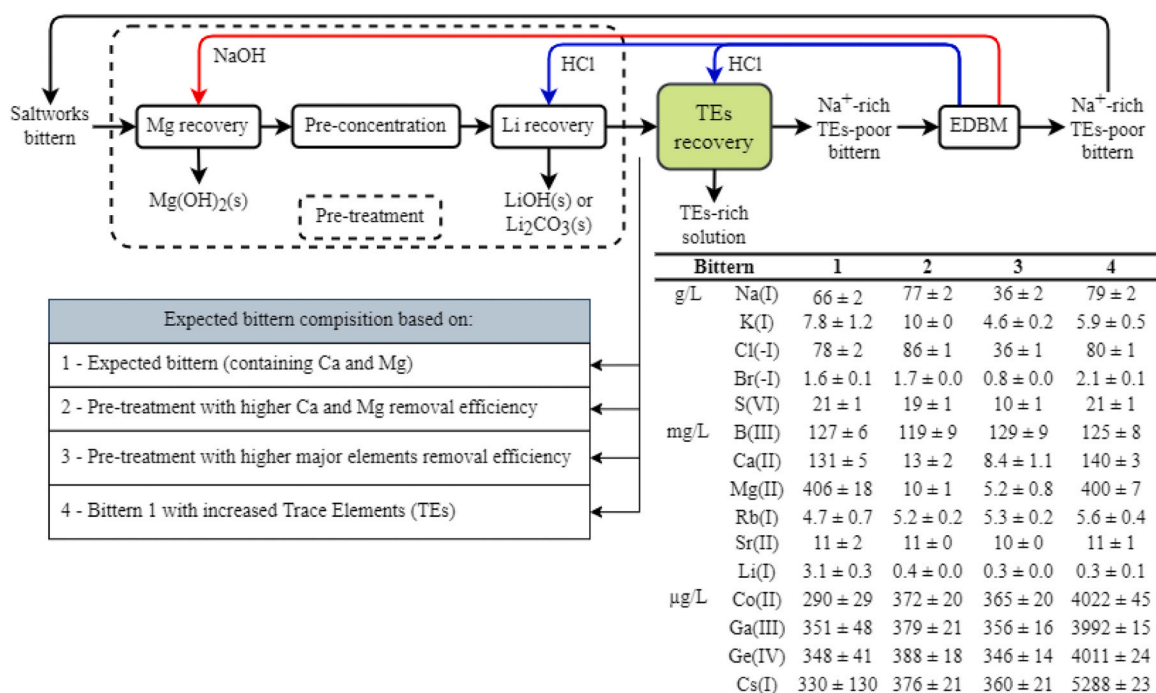 NaOH
HCl
HCl
Saltworks
bittern
Mg recovery
Pre-concentration
Li recovery
TEs
recovery
Na⁺-rich
TEs-poor
bittern
EDBM
Na⁺-rich
TEs-poor
bittern
Mg(OH)₂(s)
Pre-treatment
LiOH(s) or
Li₂CO₃(s)
TEs-rich
solution
Expected bittern compisition based on:
1 - Expected bittern (containing Ca and Mg)
2 - Pre-treatment with higher Ca and Mg removal efficiency
3 - Pre-treatment with higher major elements removal efficiency
4 - Bittern 1 with increased Trace Elements (TEs)
Bittern 1 2 3 4
g/L Na(I) 66 ± 2 77 ± 2 36 ± 2 79 ± 2
K(I) 7.8 ± 1.2 10 ± 0 4.6 ± 0.2 5.9 ± 0.5
Cl(-I) 78 ± 2 86 ± 1 36 ± 1 80 ± 1
Br(-I) 1.6 ± 0.1 1.7 ± 0.0 0.8 ± 0.0 2.1 ± 0.1
S(VI) 21 ± 1 19 ± 1 10 ± 1 21 ± 1
mg/L B(III) 127 ± 6 119 ± 9 129 ± 9 125 ± 8
Ca(II) 131 ± 5 13 ± 2 8.4 ± 1.1 140 ± 3
Mg(II) 406 ± 18 10 ± 1 5.2 ± 0.8 400 ± 7
Rb(I) 4.7 ± 0.7 5.2 ± 0.2 5.3 ± 0.2 5.6 ± 0.4
Sr(II) 11 ± 2 11 ± 0 10 ± 0 11 ± 1
Li(I) 3.1 ± 0.3 0.4 ± 0.0 0.3 ± 0.0 0.3 ± 0.1
µg/L Co(II) 290 ± 29 372 ± 20 365 ± 20 4022 ± 45
Ga(III) 351 ± 48 379 ± 21 356 ± 16 3992 ± 15
Ge(IV) 348 ± 41 388 ± 18 346 ± 14 4011 ± 24
Cs(I) 330 ± 130 376 ± 21 360 ± 21 5288 ± 23